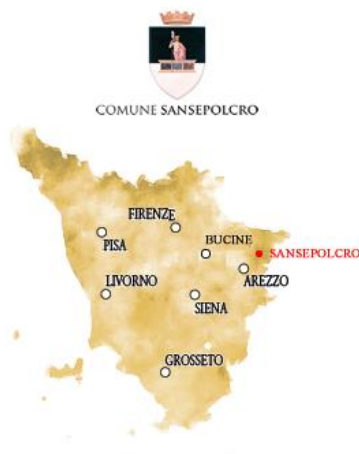 COMUNE SANSEPOLCRO
FIRENZE
PISA
BUCINE
SANSEPOLCRO
AREZZO
LIVORNO
SIENA
GROSSETO